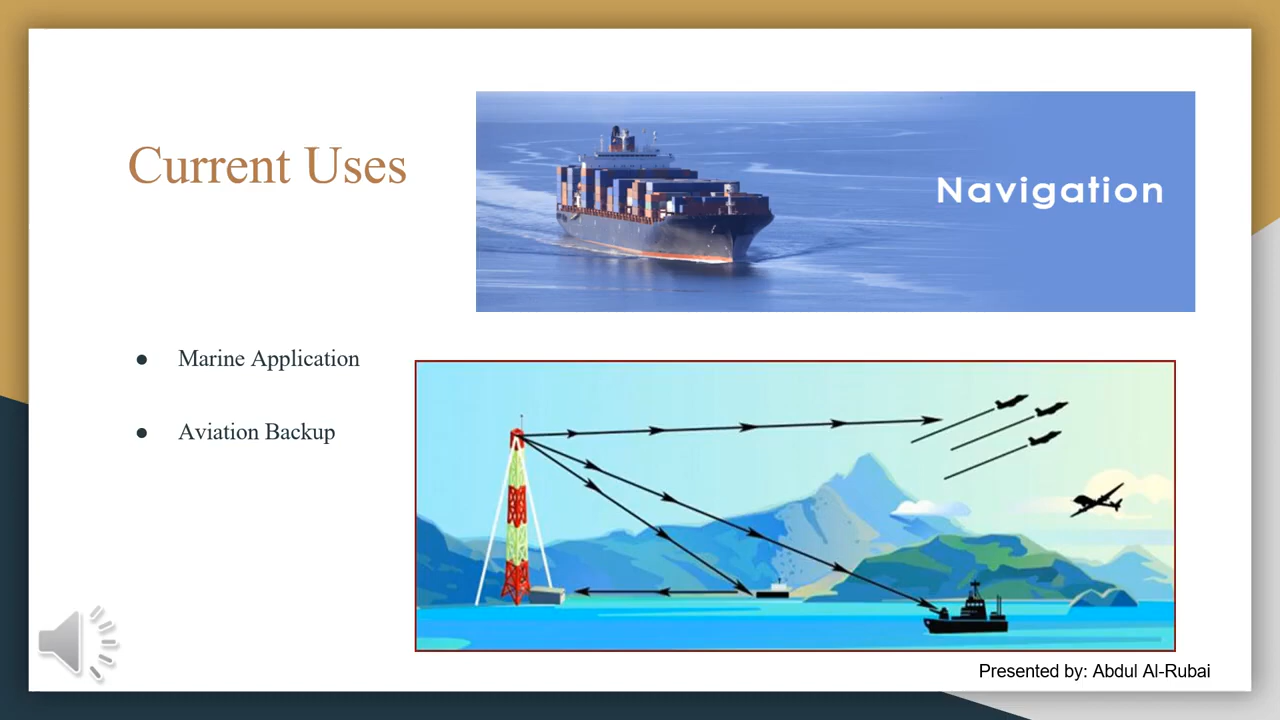 Current Uses
Navigation
● Marine Application
● Aviation Backup
Presented by: Abdul Al-Rubai